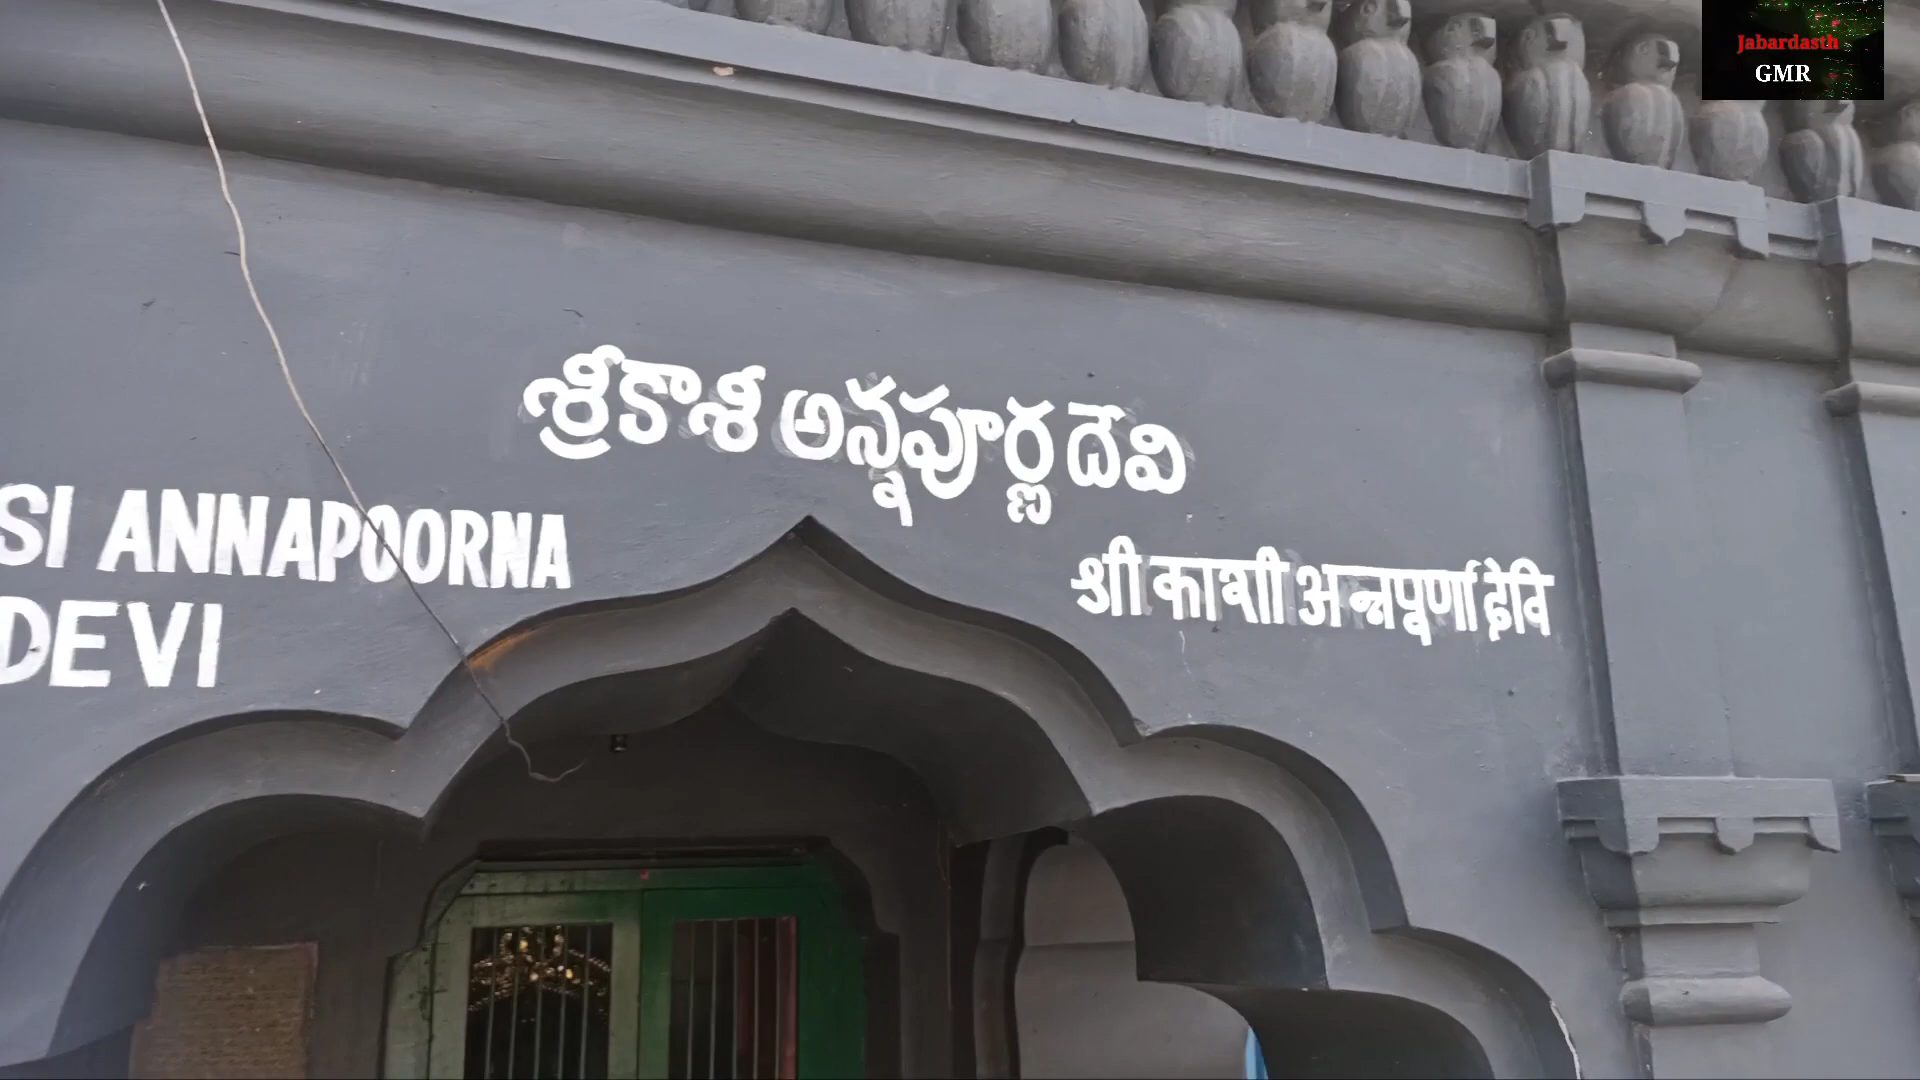 Jabardasth
GMR
శ్రీకాశీ అన్నపూర్ణ దేవి
SI ANNAPOORNA
DEVI
श्री काशी अन्नपूर्णा देवि